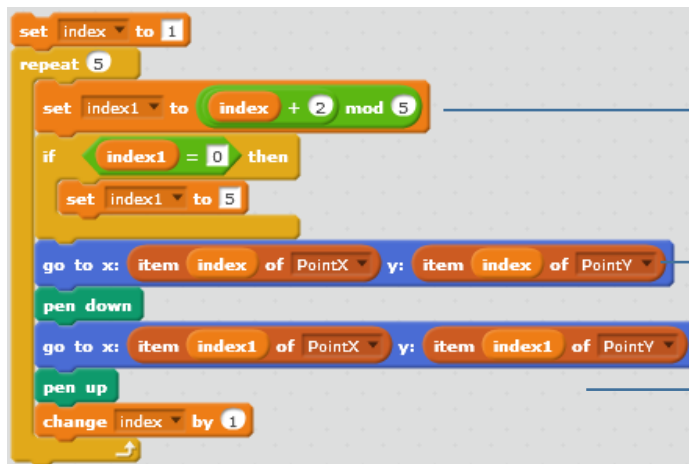 set index to 1
repeat 5
set index1 to index + 2 mod 5
if index1 = 0 then
set index1 to 5
go to x: item index of PointX y: item index of PointY
pen down
go to x: item index1 of PointX y: item index1 of PointY
pen up
change index by 1